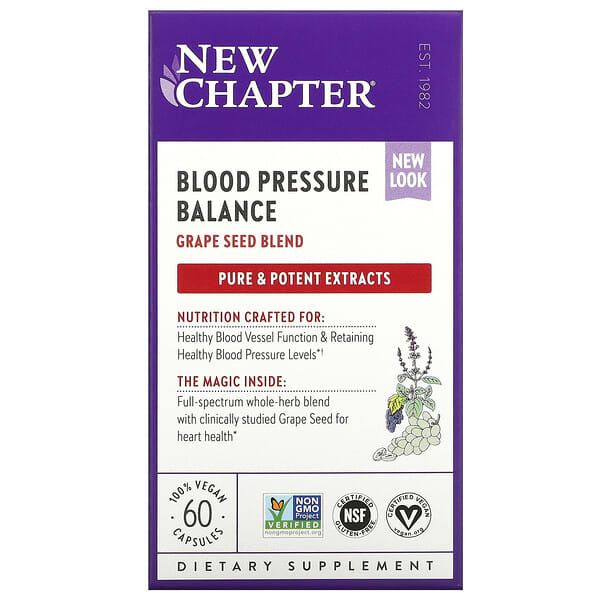 NEW
CHAPTER®
EST. 1982
NEW
LOOK
BLOOD PRESSURE
BALANCE
GRAPE SEED BLEND
PURE & POTENT EXTRACTS
NUTRITION CRAFTED FOR:
Healthy Blood Vessel Function & Retaining
Healthy Blood Pressure Levels*†
THE MAGIC INSIDE:
Full-spectrum whole-herb blend
with clinically studied Grape Seed for
heart health*
100% VEGAN
60
CAPSULES
NON
GMO
Project
VERIFIED
nongmoproject.org
CERTIFIED
NSF
GLUTEN-FREE
CERTIFIED VEGAN
V
vegan.org
DIETARY SUPPLEMENT